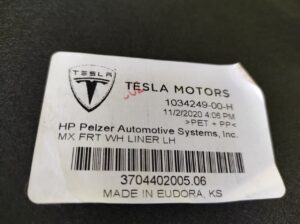 TESLA
TESLA MOTORS
1034249-00-H
11/2/2020 4:06 PM
>PET + PP<
HP Pelzer Automotive Systems, Inc.
MX FRT WH LINER LH
3704402005.06
MADE IN EUDORA, KS